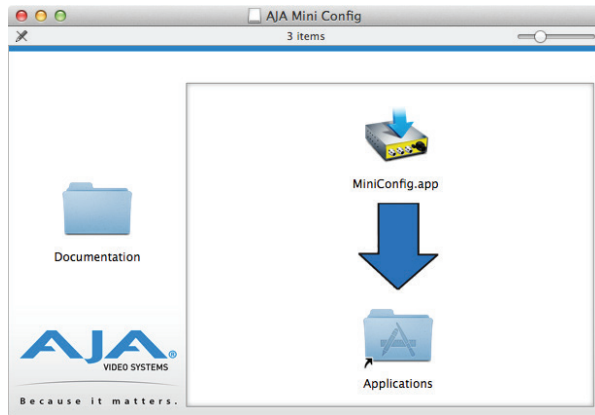 AJA Mini Config
3 items
MiniConfig.app
Documentation
Applications
AJA®
VIDEO SYSTEMS
Because it matters.